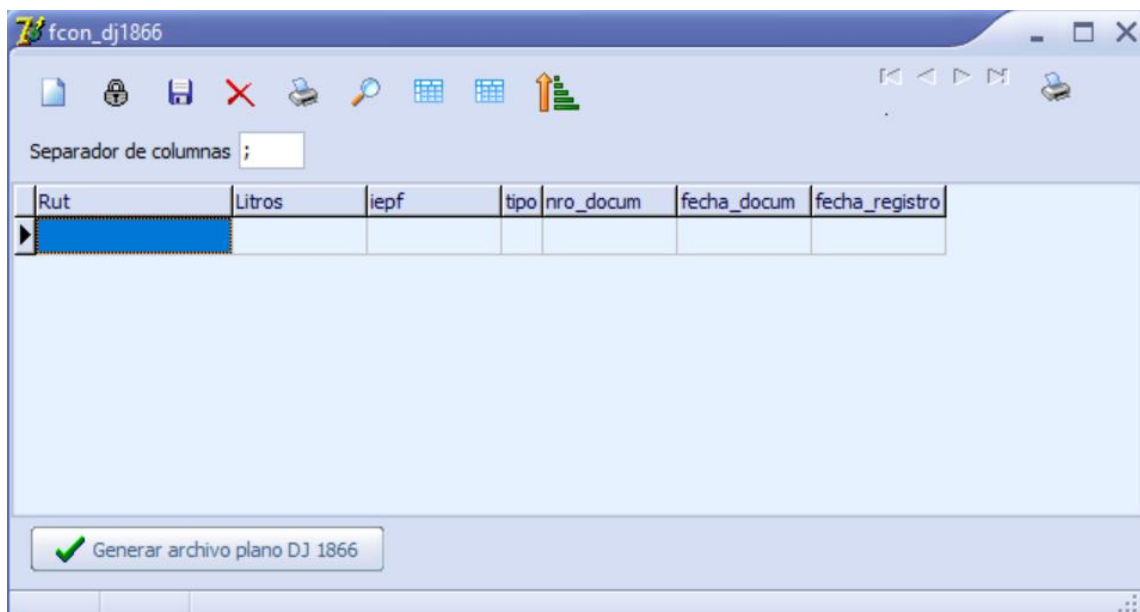 fcon_dj1866
Separador de columnas ;
Rut Litros iepf tipo nro_docum fecha_docum fecha_registro
Generar archivo plano DJ 1866